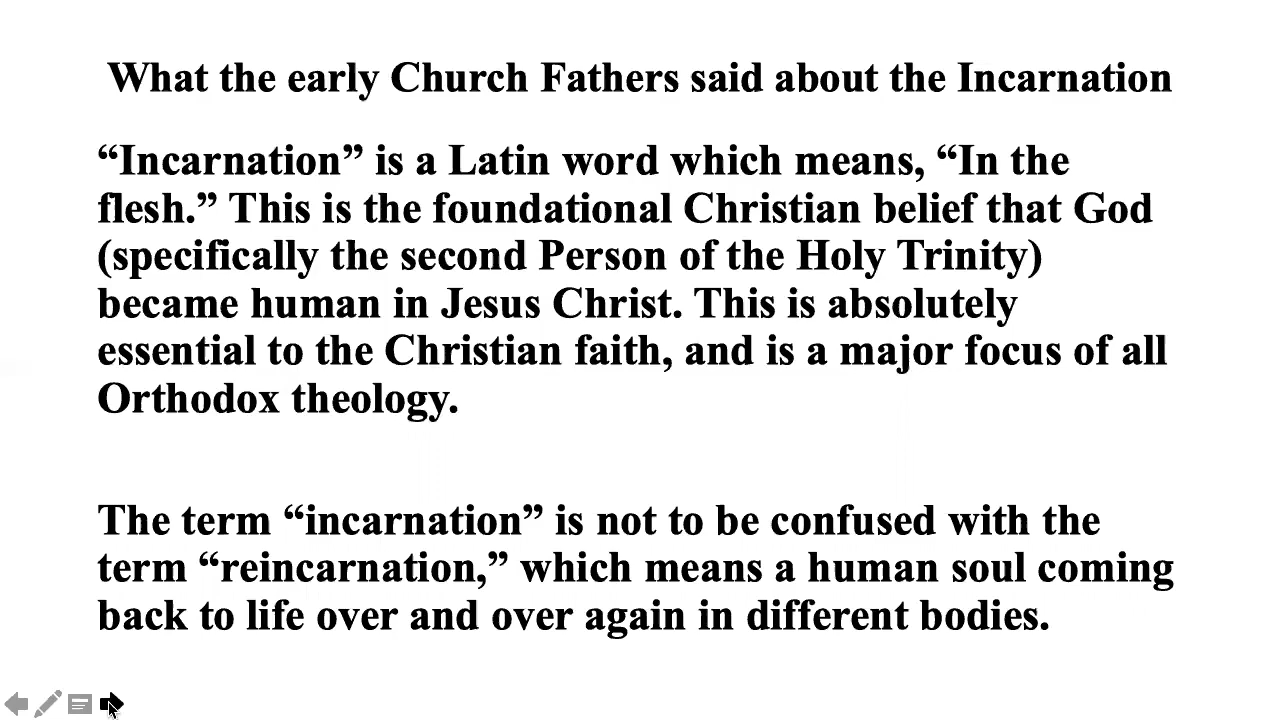 What the early Church Fathers said about the Incarnation
“Incarnation” is a Latin word which means, “In the
flesh.” This is the foundational Christian belief that God
(specifically the second Person of the Holy Trinity)
became human in Jesus Christ. This is absolutely
essential to the Christian faith, and is a major focus of all
Orthodox theology.
The term “incarnation” is not to be confused with the
term “reincarnation,” which means a human soul coming
back to life over and over again in different bodies.